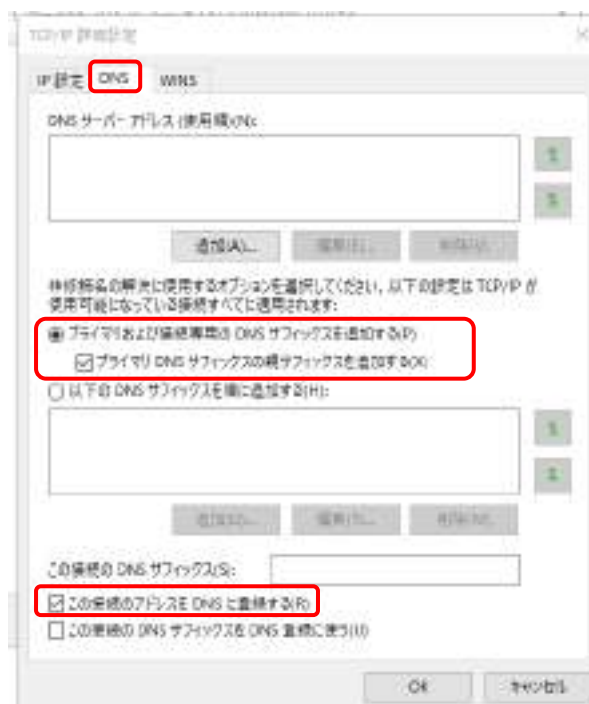 TCP/IP 詳細設定
IP 設定 DNS WINS
DNS サーバー アドレス (使用順)(N):
追加(A)...
編集(E)...
削除(V)
使用するオプションを選択してください。以下の設定は TCP/IP が
使用可能になっている接続すべてに適用されます:
プライマリおよび接続専用の DNS サフィックスを追加する(P)
プライマリ DNS サフィックスの親サフィックスを追加する(X)
以下の DNS サフィックスを順に追加する(H):
追加(D)...
編集(T)...
削除(M)
この接続の DNS サフィックス(S):
この接続のアドレスを DNS に登録する(R)
この接続の DNS サフィックスを DNS 登録に使う(U)
OK
キャンセル